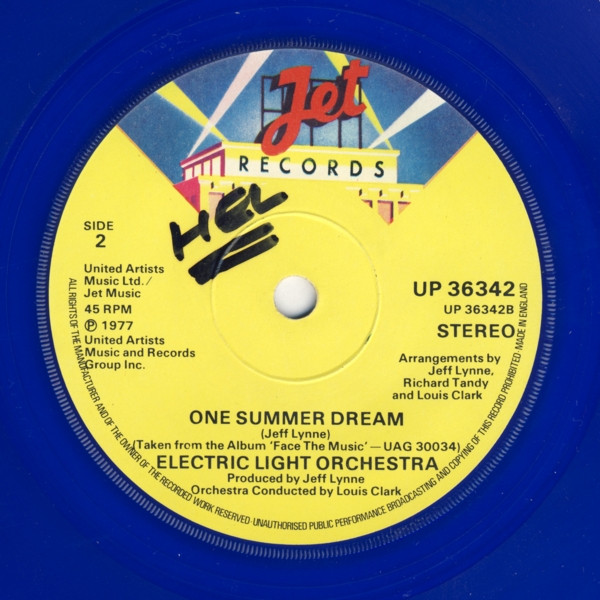 Jet
RECORDS
HEL
SIDE
2
United Artists
Music Ltd./
Jet Music
45 RPM
Ⓟ 1977
United Artists
Music and Records
Group Inc.
UP 36342
UP 36342B
STEREO
Arrangements by
Jeff Lynne,
Richard Tandy
and Louis Clark
ONE SUMMER DREAM
(Jeff Lynne)
(Taken from the Album 'Face The Music' — UAG 30034)
ELECTRIC LIGHT ORCHESTRA
Produced by Jeff Lynne
Orchestra Conducted by Louis Clark
ALL RIGHTS OF THE MANUFACTURER AND OF THE OWNER OF THE RECORDED WORK RESERVED · UNAUTHORISED PUBLIC PERFORMANCE BROADCASTING AND COPYING OF THIS RECORD PROHIBITED · MADE IN ENGLAND